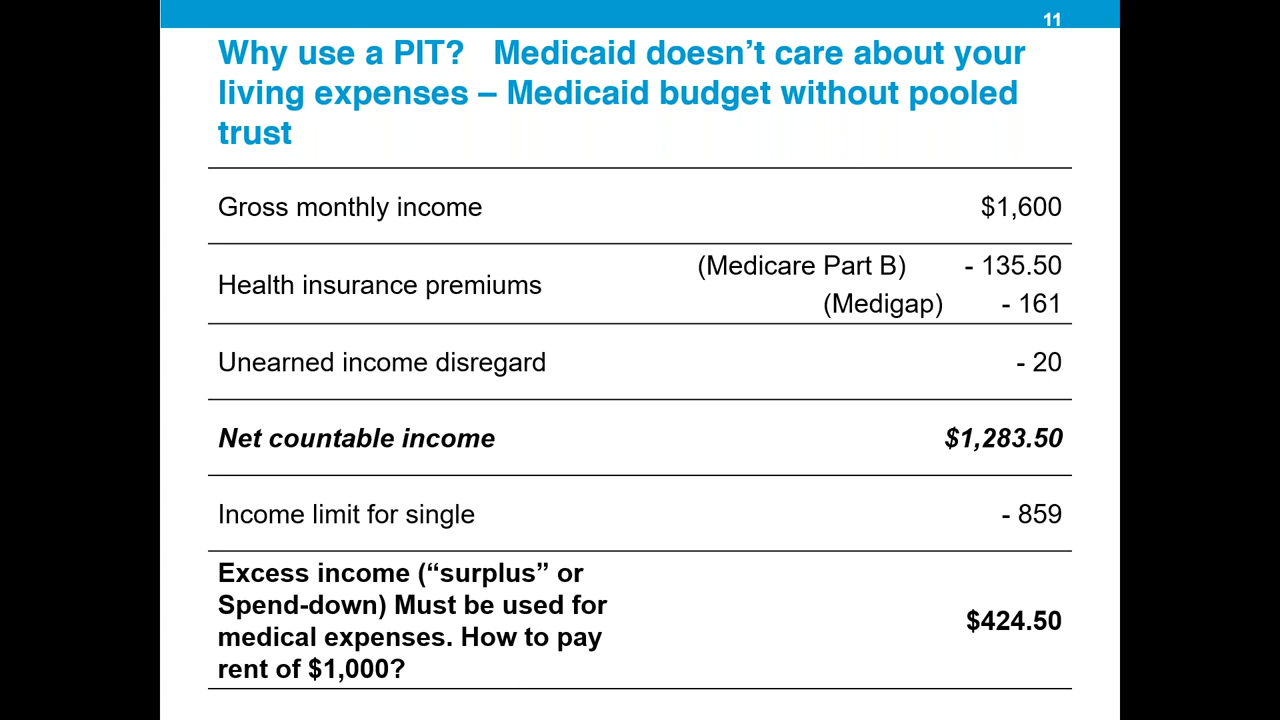 11
Why use a PIT? Medicaid doesn’t care about your
living expenses – Medicaid budget without pooled
trust
Gross monthly income $1,600
Health insurance premiums (Medicare Part B) - 135.50
(Medigap) - 161
Unearned income disregard - 20
Net countable income $1,283.50
Income limit for single - 859
Excess income (“surplus” or
Spend-down) Must be used for
medical expenses. How to pay
rent of $1,000?
$424.50